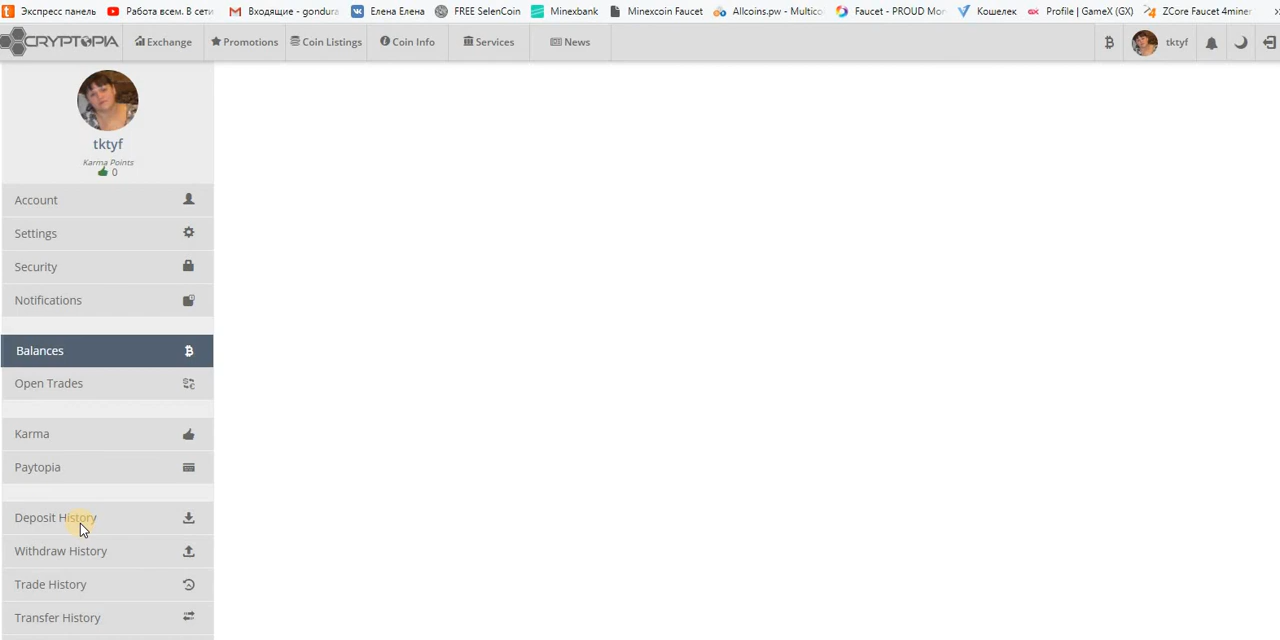 Экспресс панель Работа всем. В сети Входящие - gondura Елена Елена FREE SelenCoin Minexbank Minexcoin Faucet Allcoins.pw - Multico Faucet - PROUD Mon Кошелек Profile | GameX (GX) ZCore Faucet 4miner
CRYPTOPIA Exchange Promotions Coin Listings Coin Info Services News tktyf
tktyf
Karma Points
0
Account
Settings
Security
Notifications
Balances
Open Trades
Karma
Paytopia
Deposit History
Withdraw History
Trade History
Transfer History